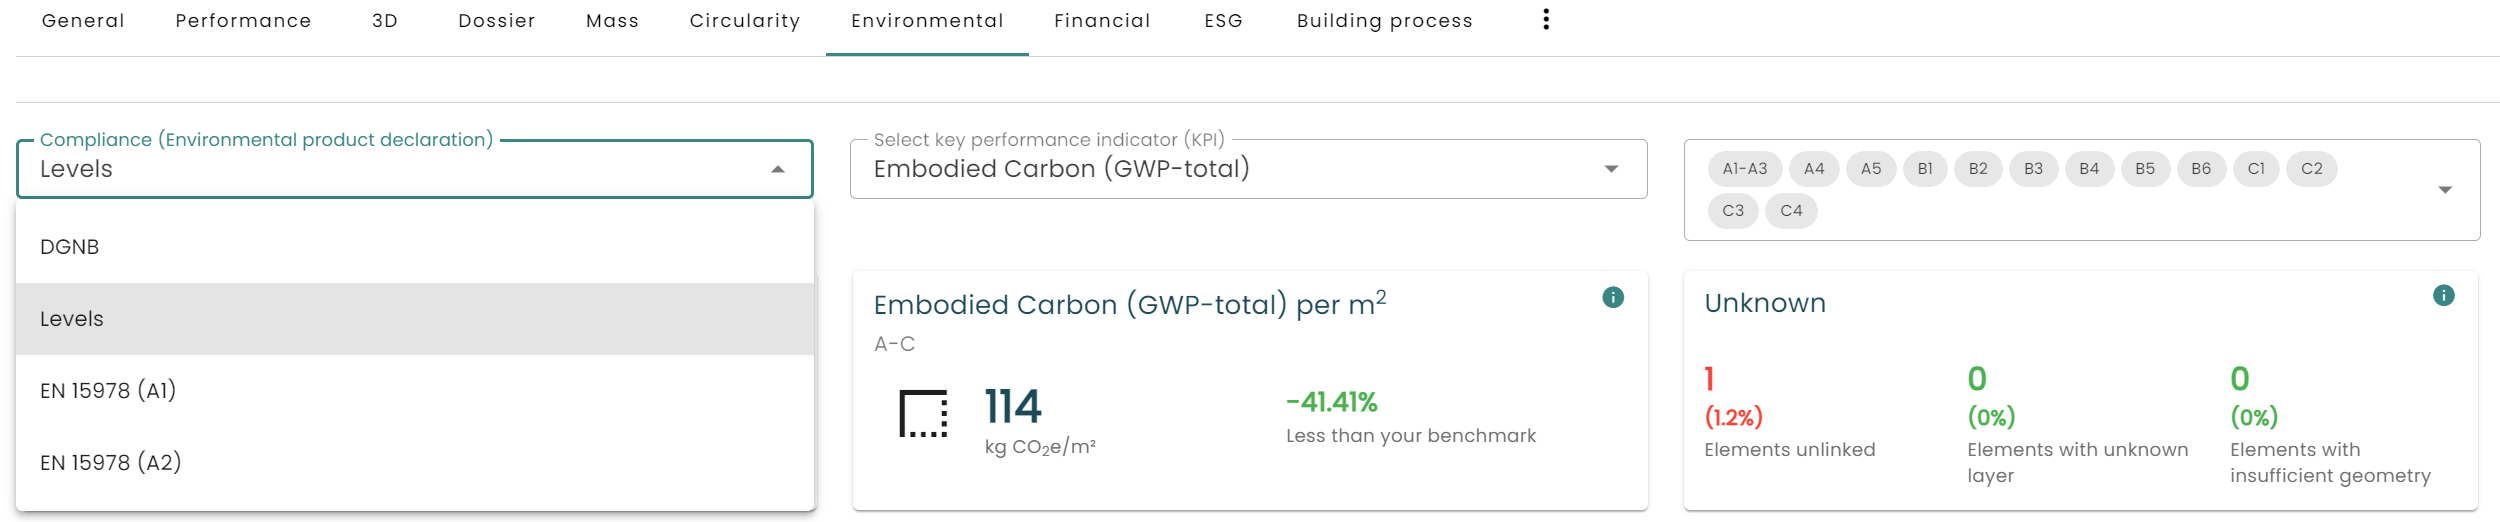 General Performance 3D Dossier Mass Circularity Environmental Financial ESG Building process
Compliance (Environmental product declaration)
Levels
DGNB
Levels
EN 15978 (A1)
EN 15978 (A2)
Select key performance indicator (KPI)
Embodied Carbon (GWP-total)
A1-A3 A4 A5 B1 B2 B3 B4 B5 B6 C1 C2
C3 C4
Embodied Carbon (GWP-total) per m²
A-C
114
kg CO₂e/m²
-41.41%
Less than your benchmark
Unknown
1
(1.2%)
Elements unlinked
0
(0%)
Elements with unknown
layer
0
(0%)
Elements with
insufficient geometry